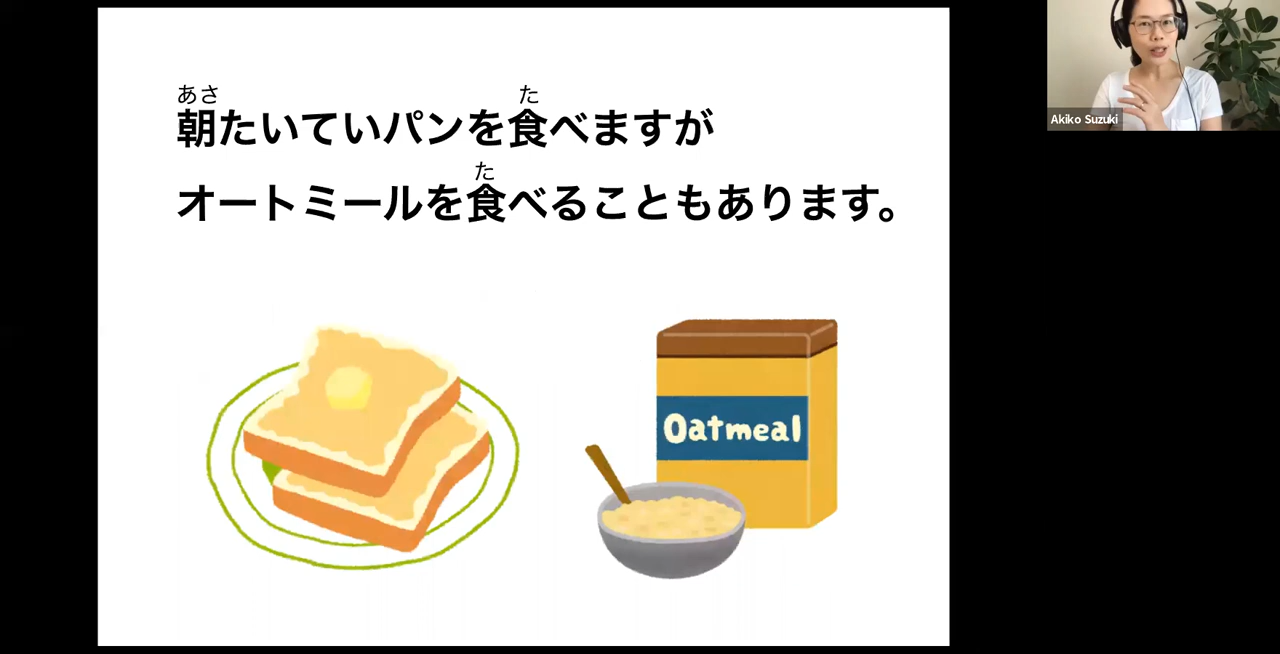 あさ た
朝たいていパンを食べますが
た
オートミールを食べることもあります。
Oatmeal
Akiko Suzuki